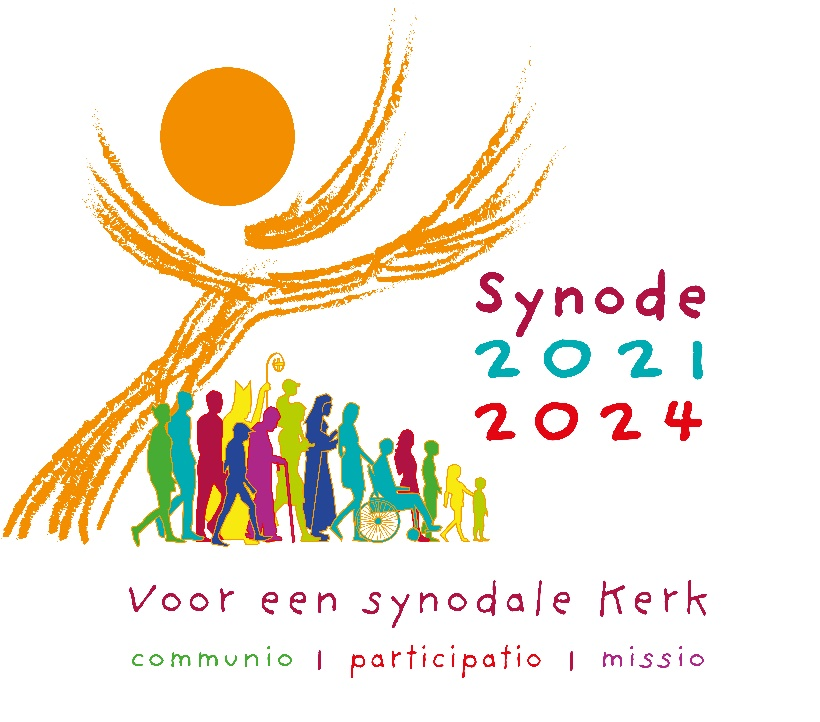 Synode
2021
2024
Voor een synodale Kerk
communio | participatio | missio